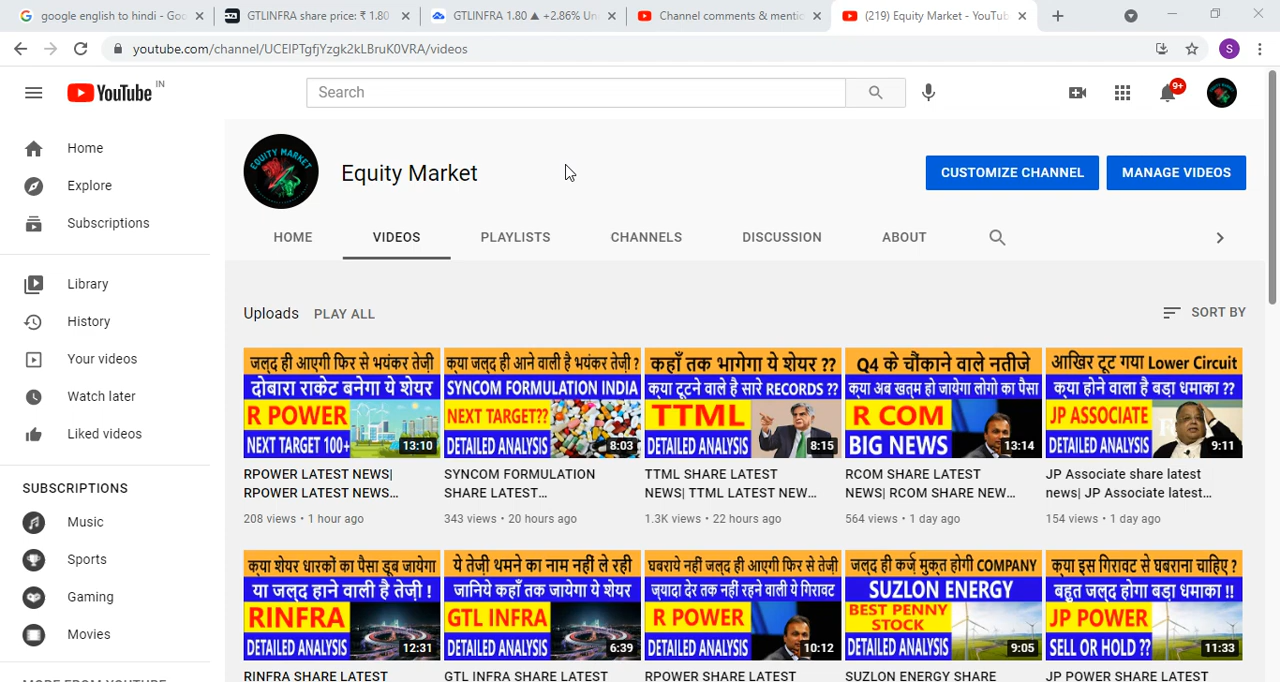 google english to hindi - Goo
GTLINFRA share price: ₹ 1.80
GTLINFRA 1.80 ▲ +2.86% Un
Channel comments & mentio
(219) Equity Market - YouTub
youtube.com/channel/UCEIPTgfjYzgk2kLBruK0VRA/videos
S
YouTube IN
Search
9+
Home
Explore
Subscriptions
Library
History
Your videos
Watch later
Liked videos
SUBSCRIPTIONS
Music
Sports
Gaming
Movies
MORE FROM YOUTUBE
EQUITY MARKET
Equity Market
CUSTOMIZE CHANNEL
MANAGE VIDEOS
HOME VIDEOS PLAYLISTS CHANNELS DISCUSSION ABOUT
Uploads PLAY ALL
SORT BY
जल्द ही आएगी फिर से भयंकर तेज़ी
दोबारा राकेट बनेगा ये शेयर
R POWER
NEXT TARGET 100+
13:10
RPOWER LATEST NEWS|
RPOWER LATEST NEWS...
208 views • 1 hour ago
क्या जल्द ही आने वाली है भयंकर तेज़ी ?
SYNCOM FORMULATION INDIA
NEXT TARGET??
DETAILED ANALYSIS
8:03
SYNCOM FORMULATION
SHARE LATEST...
343 views • 20 hours ago
कहाँ तक भागेगा ये शेयर ??
क्या टूटने वाले है सारे RECORDS ??
TTML
DETAILED ANALYSIS
8:15
TTML SHARE LATEST
NEWS| TTML LATEST NEW...
1.3K views • 22 hours ago
Q4 के चौंकाने वाले नतीजे
क्या अब खत्म हो जायेगा लोगो का पैसा
R COM
BIG NEWS
13:14
RCOM SHARE LATEST
NEWS| RCOM SHARE NEW...
564 views • 1 day ago
आखिर टूट गया Lower Circuit
क्या होने वाला है बड़ा धमाका ??
JP ASSOCIATE
DETAILED ANALYSIS
9:11
JP Associate share latest
news| JP Associate latest...
154 views • 1 day ago
क्या शेयर धारकों का पैसा डूब जायेगा
या जल्द हाने वाली है तेजी !
RINFRA
DETAILED ANALYSIS
12:31
RINFRA SHARE LATEST
ये तेज़ी थमने का नाम नहीं ले रही
जानिये कहाँ तक जायेगा ये शेयर
GTL INFRA
DETAILED ANALYSIS
6:39
GTL INFRA SHARE LATEST
घबराये नहीं जल्द ही आएगी फिर से तेज़ी
ज्यादा देर तक नहीं रहने वाली ये गिरावट
R POWER
DETAILED ANALYSIS
10:12
RPOWER SHARE LATEST
जल्द ही कर्ज़ मुक्त होगी COMPANY
SUZLON ENERGY
BEST PENNY
STOCK
DETAILED ANALYSIS
9:05
SUZLON ENERGY SHARE
क्या इस गिरावट से घबराना चाहिए ?
बहुत जल्द होगा बड़ा धमाका !!
JP POWER
SELL OR HOLD ??
11:33
JP POWER SHARE LATEST